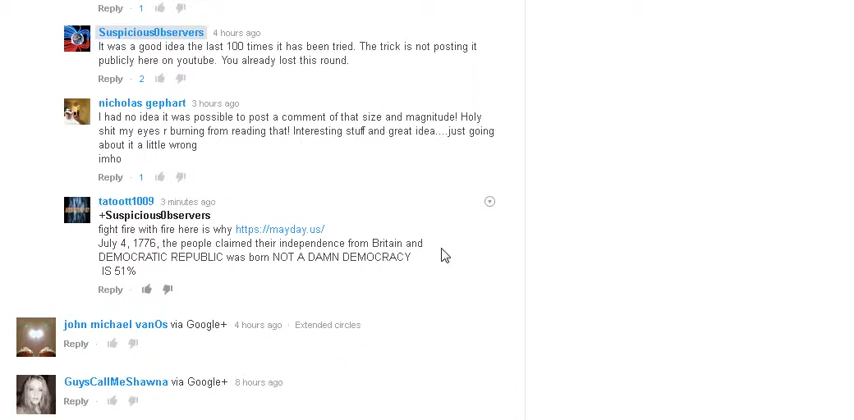 Reply · 1
Suspicious0bservers 4 hours ago
It was a good idea the last 100 times it has been tried. The trick is not posting it
publicly here on youtube. You already lost this round.
Reply · 2
nicholas gephart 3 hours ago
I had no idea it was possible to post a comment of that size and magnitude! Holy
shit my eyes r burning from reading that! Interesting stuff and great idea....just going
about it a little wrong
imho
Reply · 1
tatoott1009 3 minutes ago
+Suspicious0bservers
fight fire with fire here is why https://mayday.us/
July 4, 1776, the people claimed their independence from Britain and
DEMOCRATIC REPUBLIC was born NOT A DAMN DEMOCRACY
IS 51%
Reply ·
john michael vanOs via Google+ 4 hours ago · Extended circles
Reply ·
GuysCallMeShawna via Google+ 8 hours ago
Reply ·